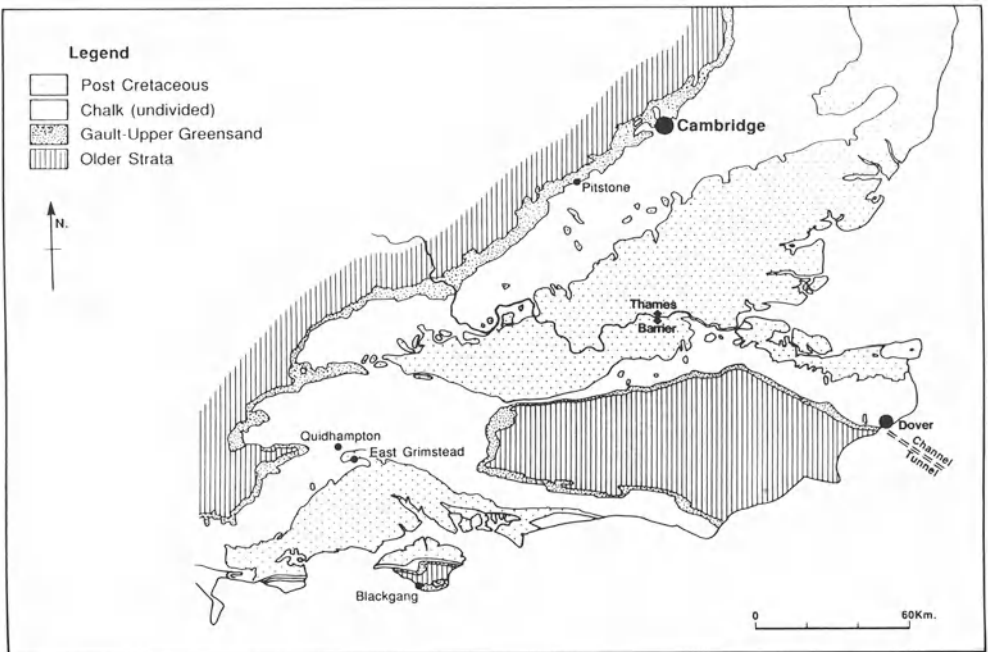 Legend
Post Cretaceous
Chalk (undivided)
Gault-Upper Greensand
Older Strata
N.
Cambridge
Pitstone
Thames
Barrier
Dover
Channel
Tunnel
Quidhampton
East Grimstead
Blackgang
0 60Km.